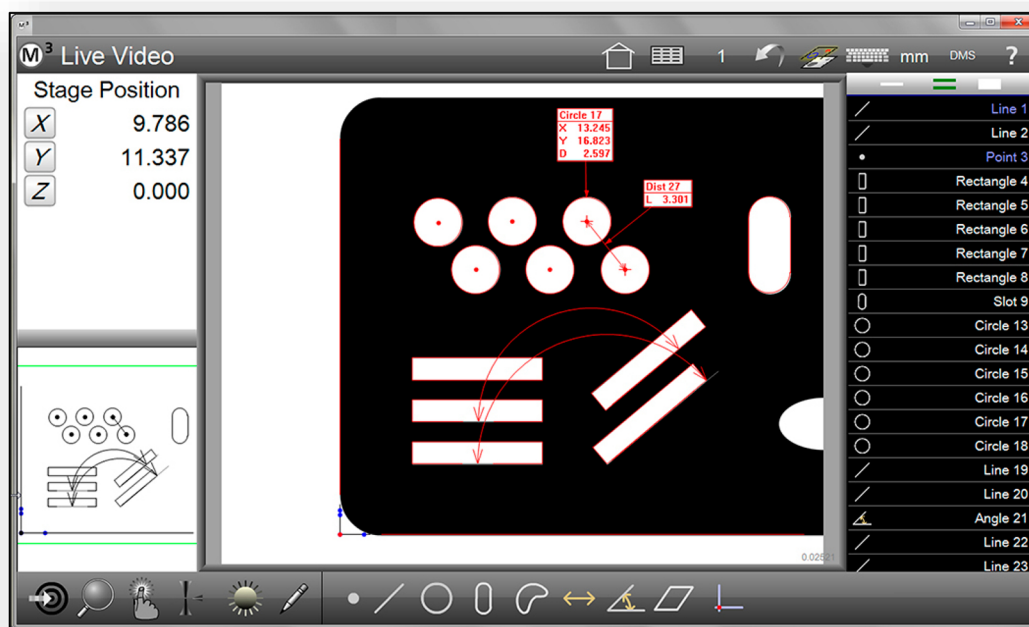 M³
M³ Live Video
1
mm
DMS
?
Stage Position
X 9.786
Y 11.337
Z 0.000
Circle 17
X 13.245
Y 16.823
D 2.597
Dist 27
L 3.301
0.02621
Line 1
Line 2
Point 3
Rectangle 4
Rectangle 5
Rectangle 6
Rectangle 7
Rectangle 8
Slot 9
Circle 13
Circle 14
Circle 15
Circle 16
Circle 17
Circle 18
Line 19
Line 20
Angle 21
Line 22
Line 23